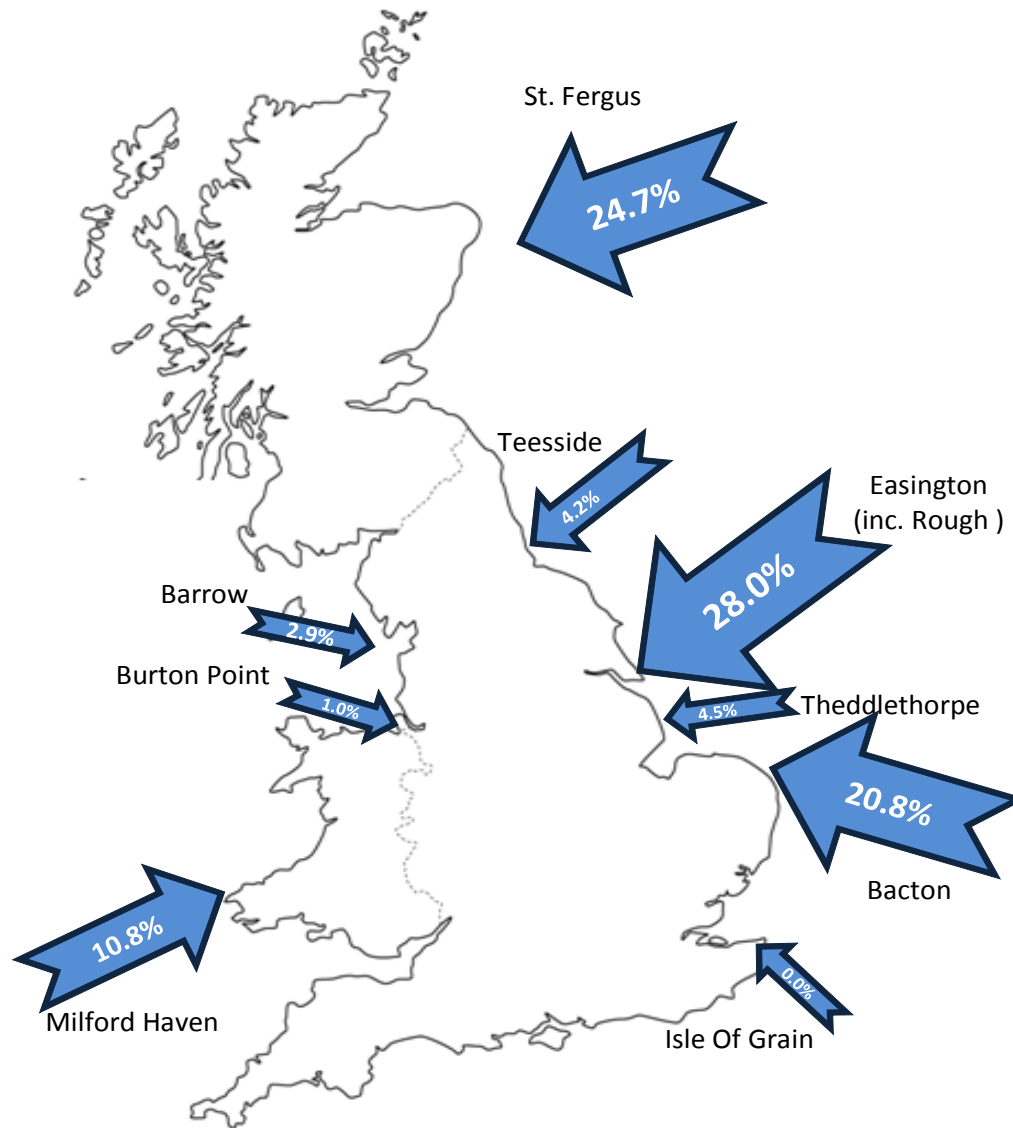 St. Fergus
24.7%
Teesside
4.2%
Easington
(inc. Rough )
28.0%
Barrow
2.9%
Burton Point
1.0%
Theddlethorpe
4.5%
20.8%
Bacton
10.8%
Milford Haven
0.0%
Isle Of Grain